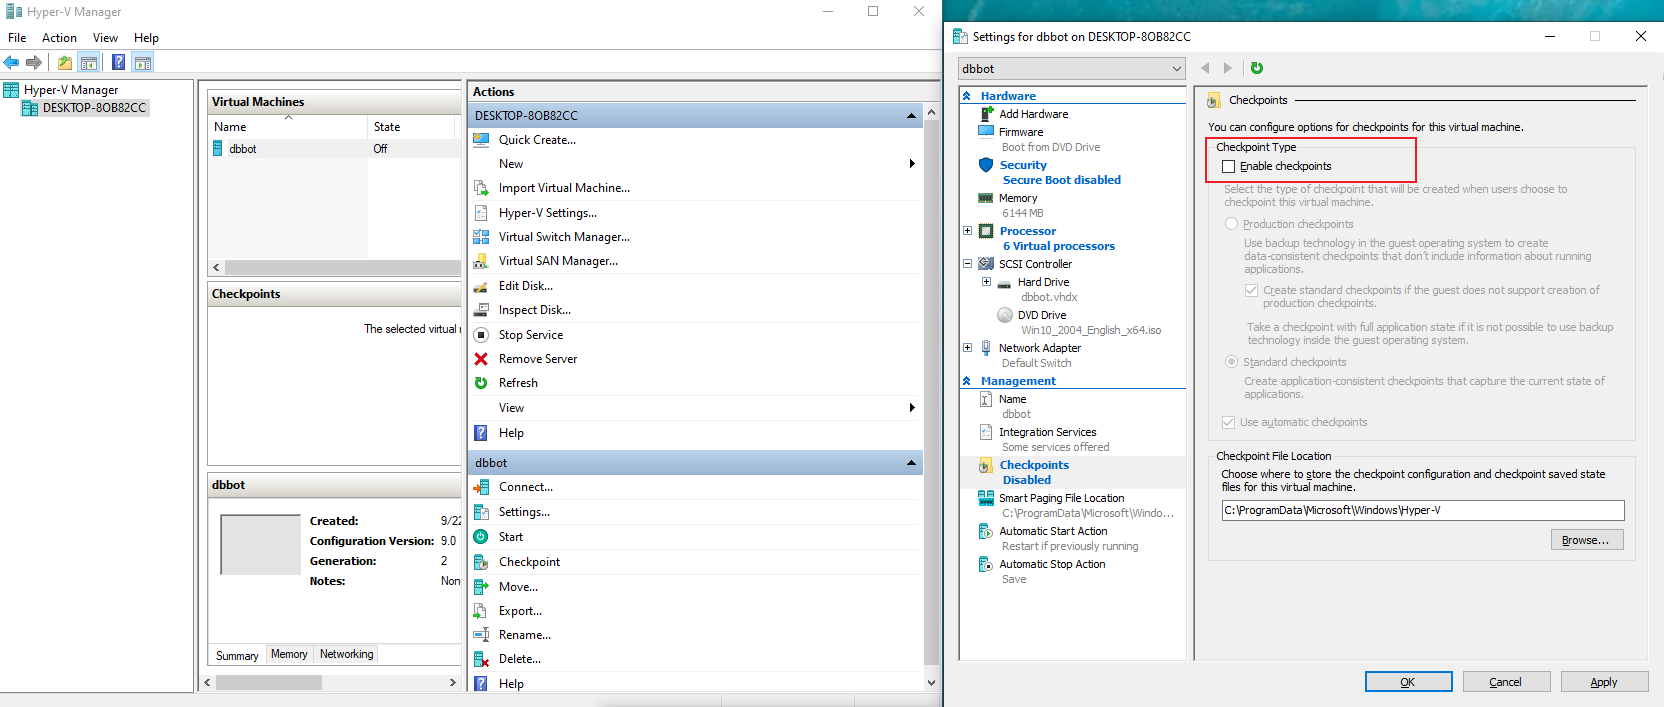 Hyper-V Manager
File Action View Help
Hyper-V Manager
DESKTOP-8OB82CC
Virtual Machines
Name State
dbbot Off
Checkpoints
The selected virtual
dbbot
Created: 9/22
Configuration Version: 9.0
Generation: 2
Notes: Non
Summary Memory Networking
Actions
DESKTOP-8OB82CC
Quick Create...
New
Import Virtual Machine...
Hyper-V Settings...
Virtual Switch Manager...
Virtual SAN Manager...
Edit Disk...
Inspect Disk...
Stop Service
Remove Server
Refresh
View
Help
dbbot
Connect...
Settings...
Start
Checkpoint
Move...
Export...
Rename...
Delete...
Help
Settings for dbbot on DESKTOP-8OB82CC
dbbot
Hardware
Add Hardware
Firmware
Boot from DVD Drive
Security
Secure Boot disabled
Memory
6144 MB
Processor
6 Virtual processors
SCSI Controller
Hard Drive
dbbot.vhdx
DVD Drive
Win10_2004_English_x64.iso
Network Adapter
Default Switch
Management
Name
dbbot
Integration Services
Some services offered
Checkpoints
Disabled
Smart Paging File Location
C:\ProgramData\Microsoft\Windo...
Automatic Start Action
Restart if previously running
Automatic Stop Action
Save
Checkpoints
You can configure options for checkpoints for this virtual machine.
Checkpoint Type
Enable checkpoints
Select the type of checkpoint that will be created when users choose to
checkpoint this virtual machine.
Production checkpoints
Use backup technology in the guest operating system to create
data-consistent checkpoints that don't include information about running
applications.
Create standard checkpoints if the guest does not support creation of
production checkpoints.
Take a checkpoint with full application state if it is not possible to use backup
technology inside the guest operating system.
Standard checkpoints
Create application-consistent checkpoints that capture the current state of
applications.
Use automatic checkpoints
Checkpoint File Location
Choose where to store the checkpoint configuration and checkpoint saved state
files for this virtual machine.
C:\ProgramData\Microsoft\Windows\Hyper-V
Browse...
OK Cancel Apply